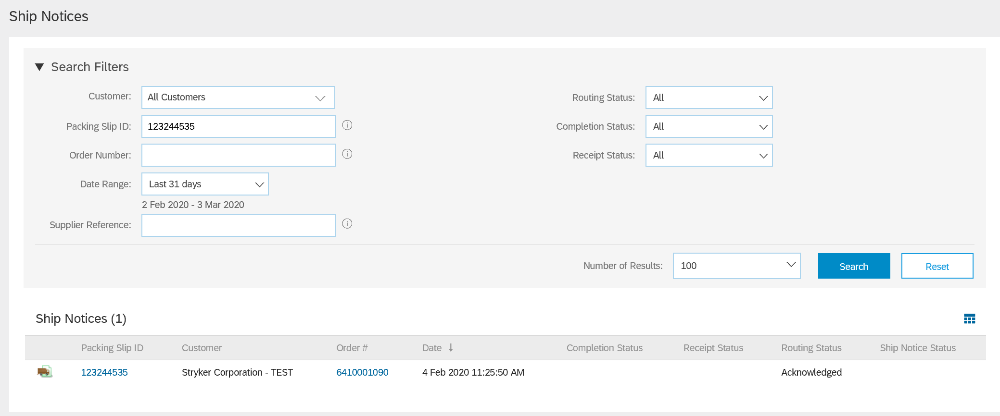 Ship Notices
Search Filters
Customer: All Customers
Routing Status: All
Packing Slip ID: 123244535
Completion Status: All
Order Number:
Receipt Status: All
Date Range: Last 31 days
2 Feb 2020 - 3 Mar 2020
Supplier Reference:
Number of Results: 100 Search Reset
Ship Notices (1)
Packing Slip ID Customer Order # Date ↓ Completion Status Receipt Status Routing Status Ship Notice Status
123244535 Stryker Corporation - TEST 6410001090 4 Feb 2020 11:25:50 AM Acknowledged